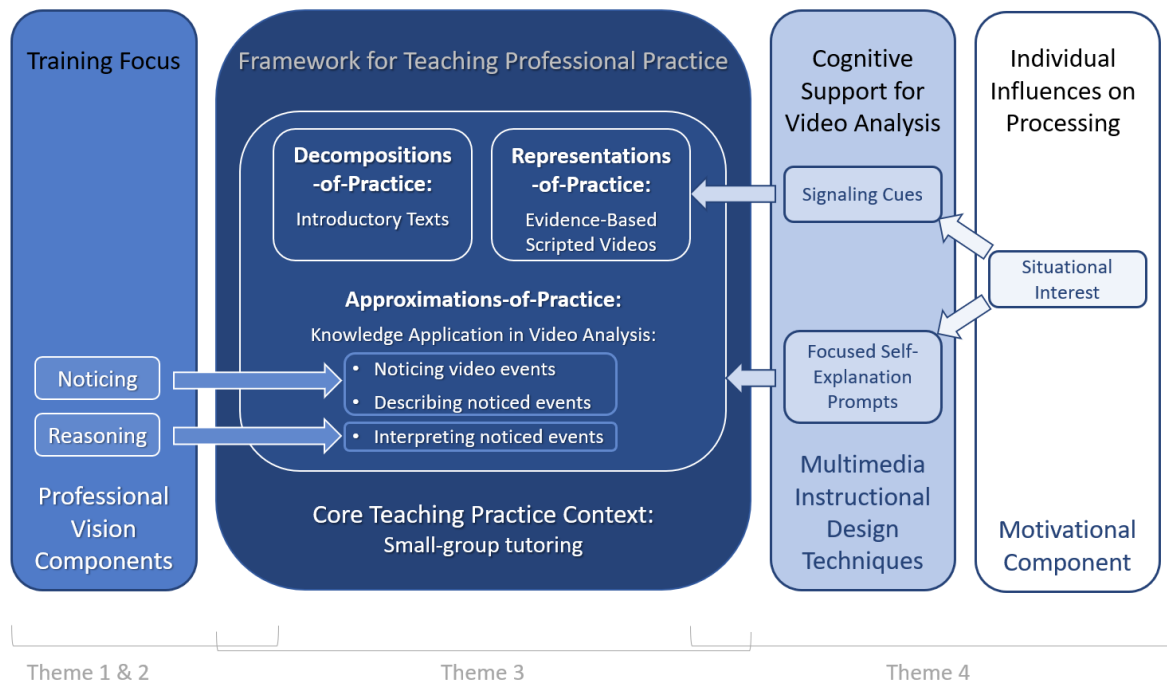 Training Focus
Noticing
Reasoning
Professional
Vision
Components
Framework for Teaching Professional Practice
Decompositions
-of-Practice:
Introductory Texts
Representations
-of-Practice:
Evidence-Based
Scripted Videos
Approximations-of-Practice:
Knowledge Application in Video Analysis:
• Noticing video events
• Describing noticed events
• Interpreting noticed events
Core Teaching Practice Context:
Small-group tutoring
Cognitive
Support for
Video Analysis
Signaling Cues
Focused Self-
Explanation
Prompts
Multimedia
Instructional
Design
Techniques
Individual
Influences on
Processing
Situational
Interest
Motivational
Component
Theme 1 & 2
Theme 3
Theme 4